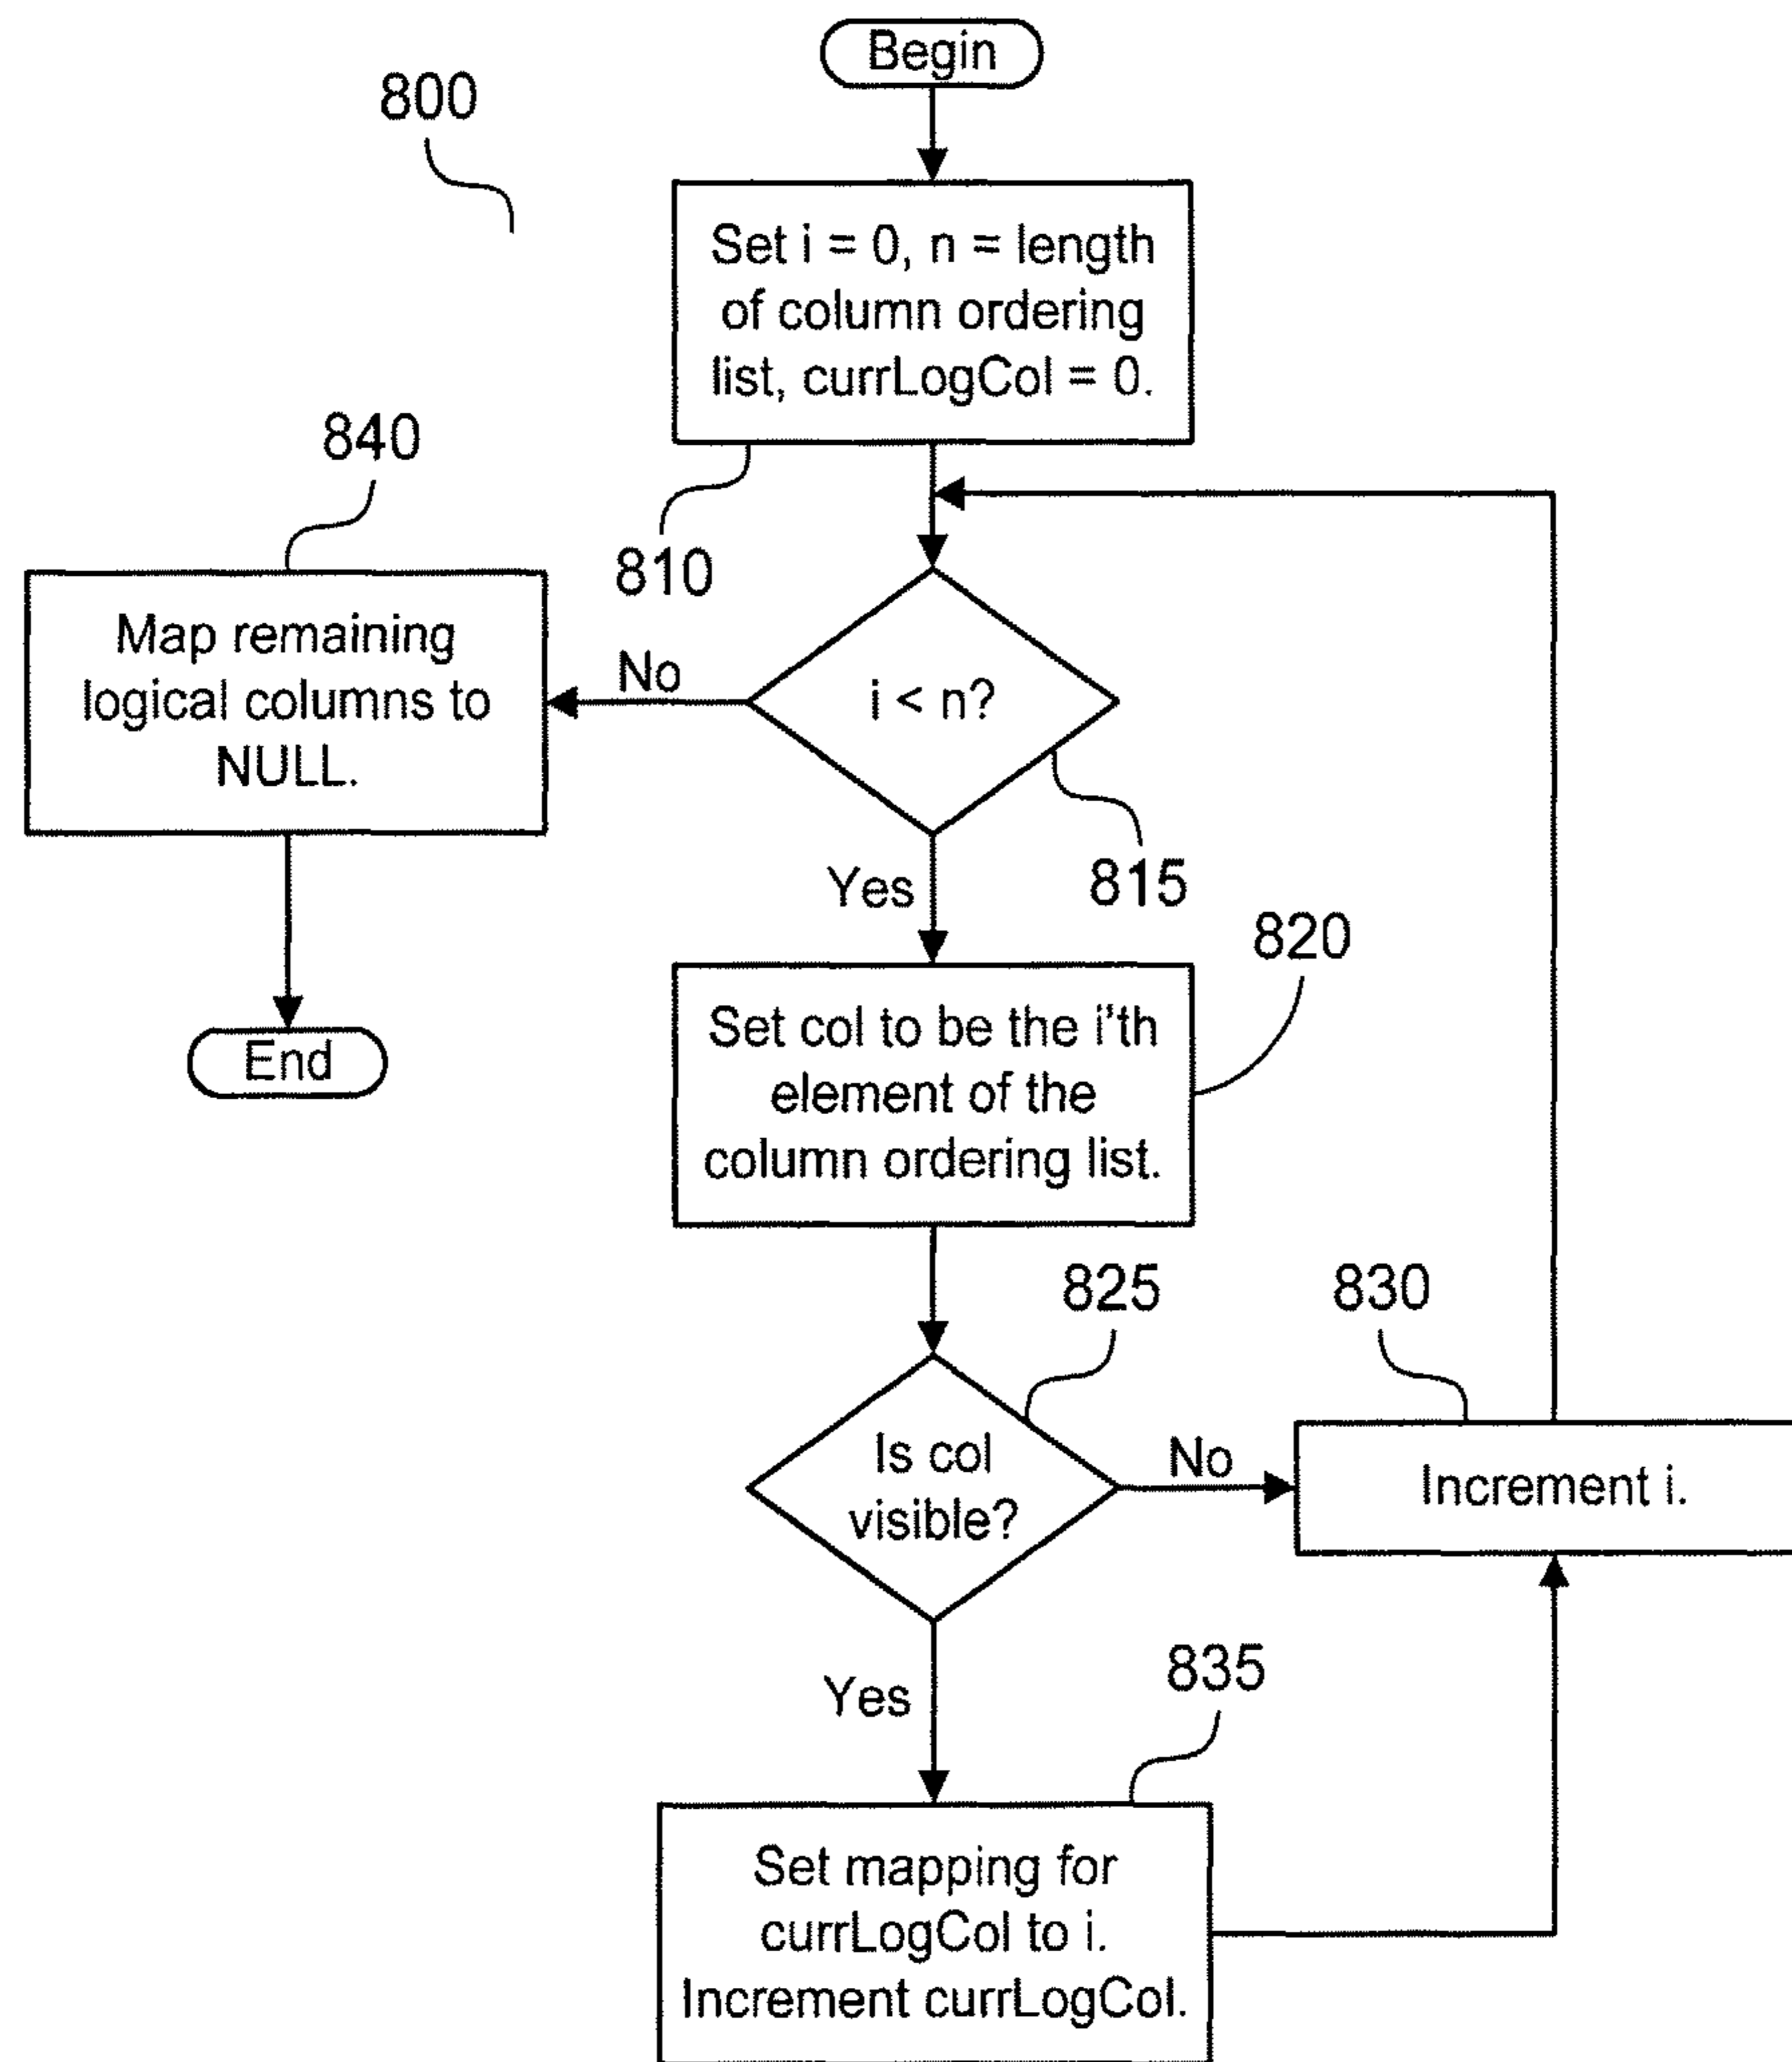 Begin
800
Set i = 0, n = length
of column ordering
list, currLogCol = 0.
840
810
Map remaining
logical columns to
NULL.
No
i < n?
815
Yes
820
End
Set col to be the i'th
element of the
column ordering list.
825
830
Is col
visible?
No
Increment i.
Yes
835
Set mapping for
currLogCol to i.
Increment currLogCol.